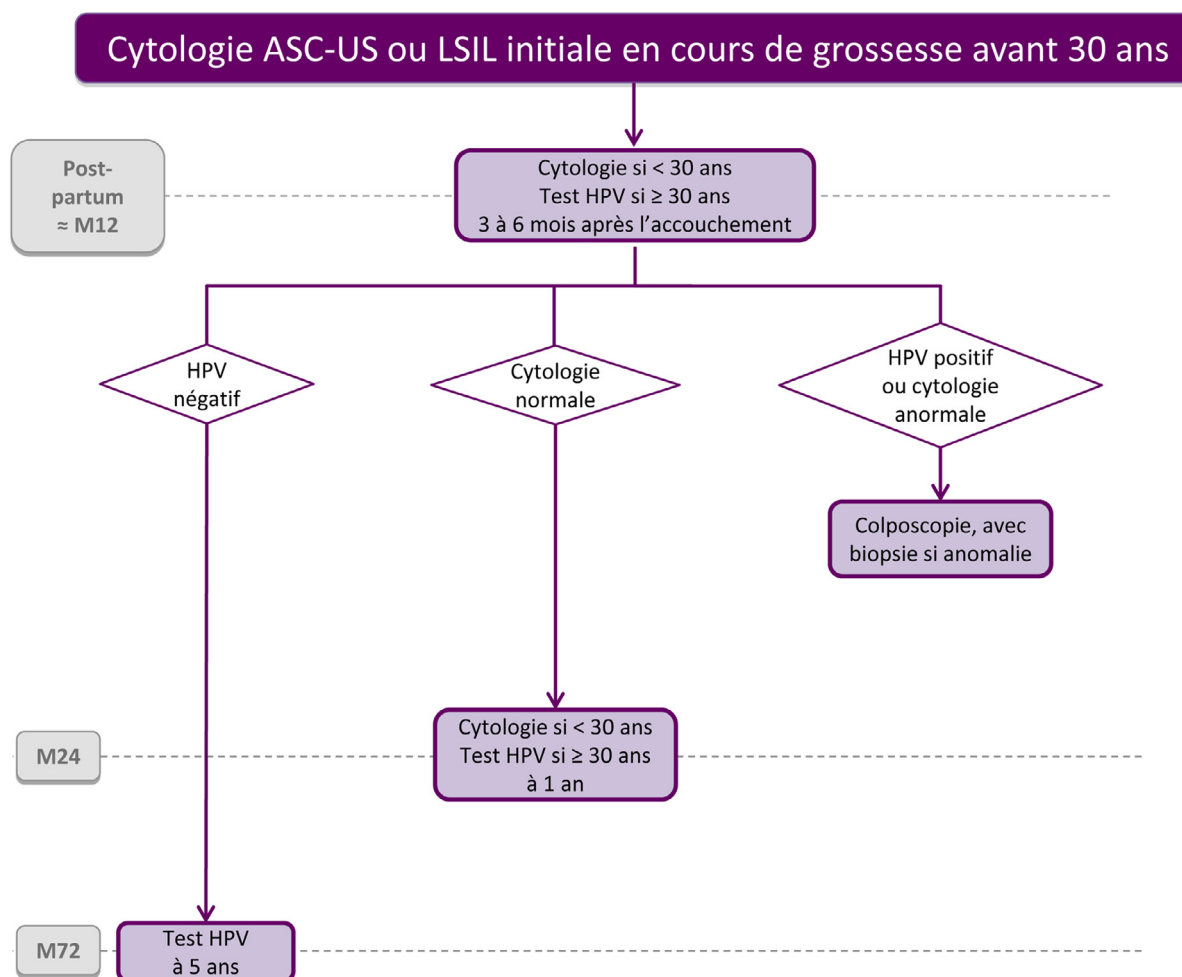 Cytologie ASC-US ou LSIL initiale en cours de grossesse avant 30 ans
Post-
partum
≈ M12
Cytologie si < 30 ans
Test HPV si ≥ 30 ans
3 à 6 mois après l’accouchement
HPV
négatif
Cytologie
normale
HPV positif
ou cytologie
anormale
Colposcopie, avec
biopsie si anomalie
M24
Cytologie si < 30 ans
Test HPV si ≥ 30 ans
à 1 an
M72
Test HPV
à 5 ans